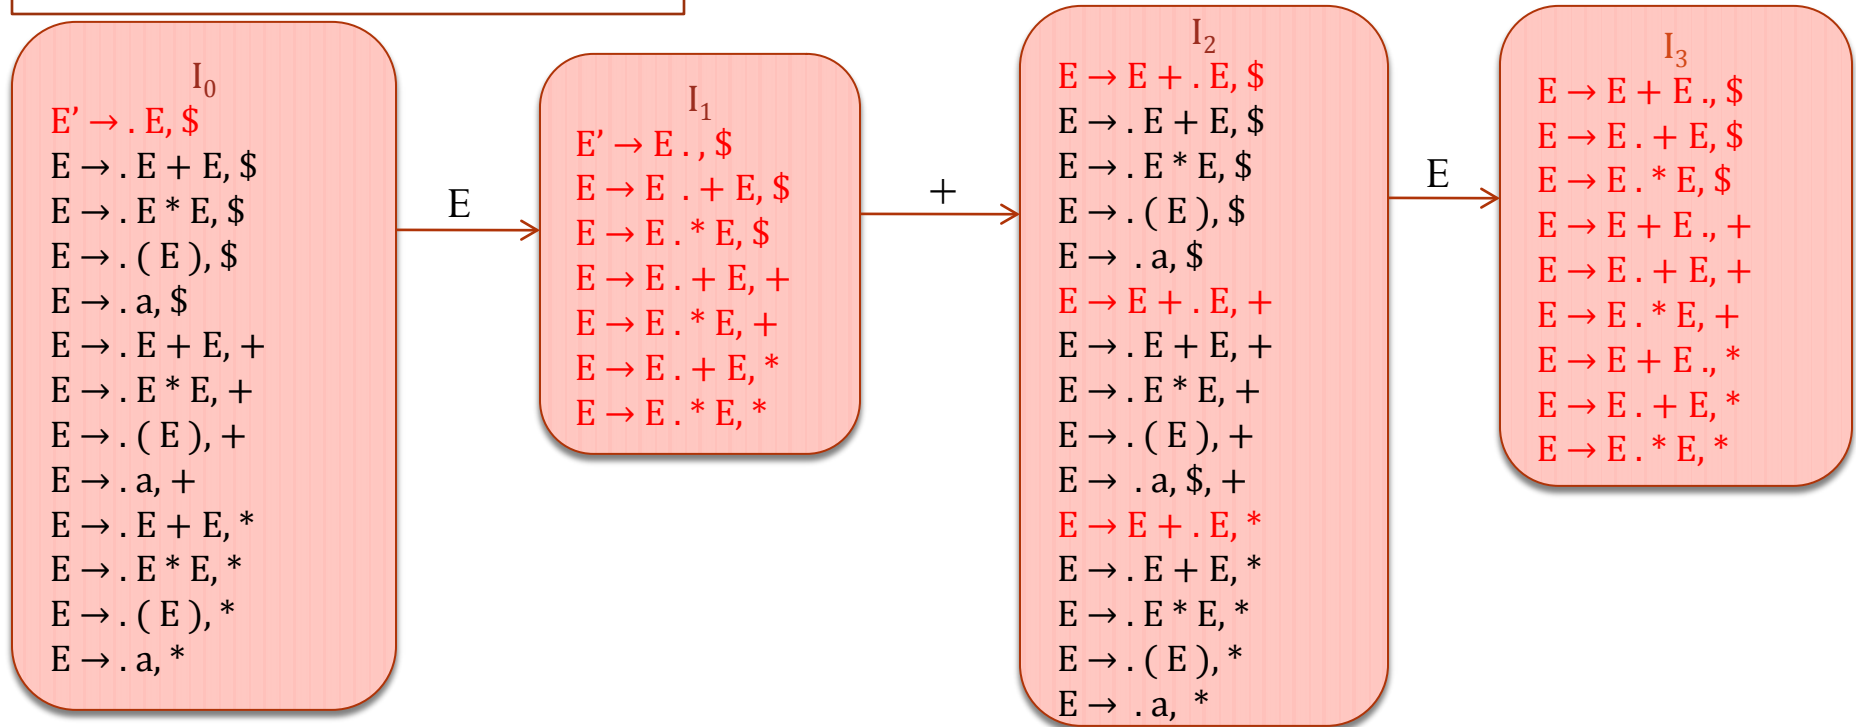 I₀
E’ → . E, $
E → . E + E, $
E → . E * E, $
E → . ( E ), $
E → . a, $
E → . E + E, +
E → . E * E, +
E → . ( E ), +
E → . a, +
E → . E + E, *
E → . E * E, *
E → . ( E ), *
E → . a, *
E
I₁
E’ → E . , $
E → E . + E, $
E → E . * E, $
E → E . + E, +
E → E . * E, +
E → E . + E, *
E → E . * E, *
+
I₂
E → E + . E, $
E → . E + E, $
E → . E * E, $
E → . ( E ), $
E → . a, $
E → E + . E, +
E → . E + E, +
E → . E * E, +
E → . ( E ), +
E → . a, $, +
E → E + . E, *
E → . E + E, *
E → . E * E, *
E → . ( E ), *
E → . a, *
E
I₃
E → E + E ., $
E → E . + E, $
E → E . * E, $
E → E + E ., +
E → E . + E, +
E → E . * E, +
E → E + E ., *
E → E . + E, *
E → E . * E, *